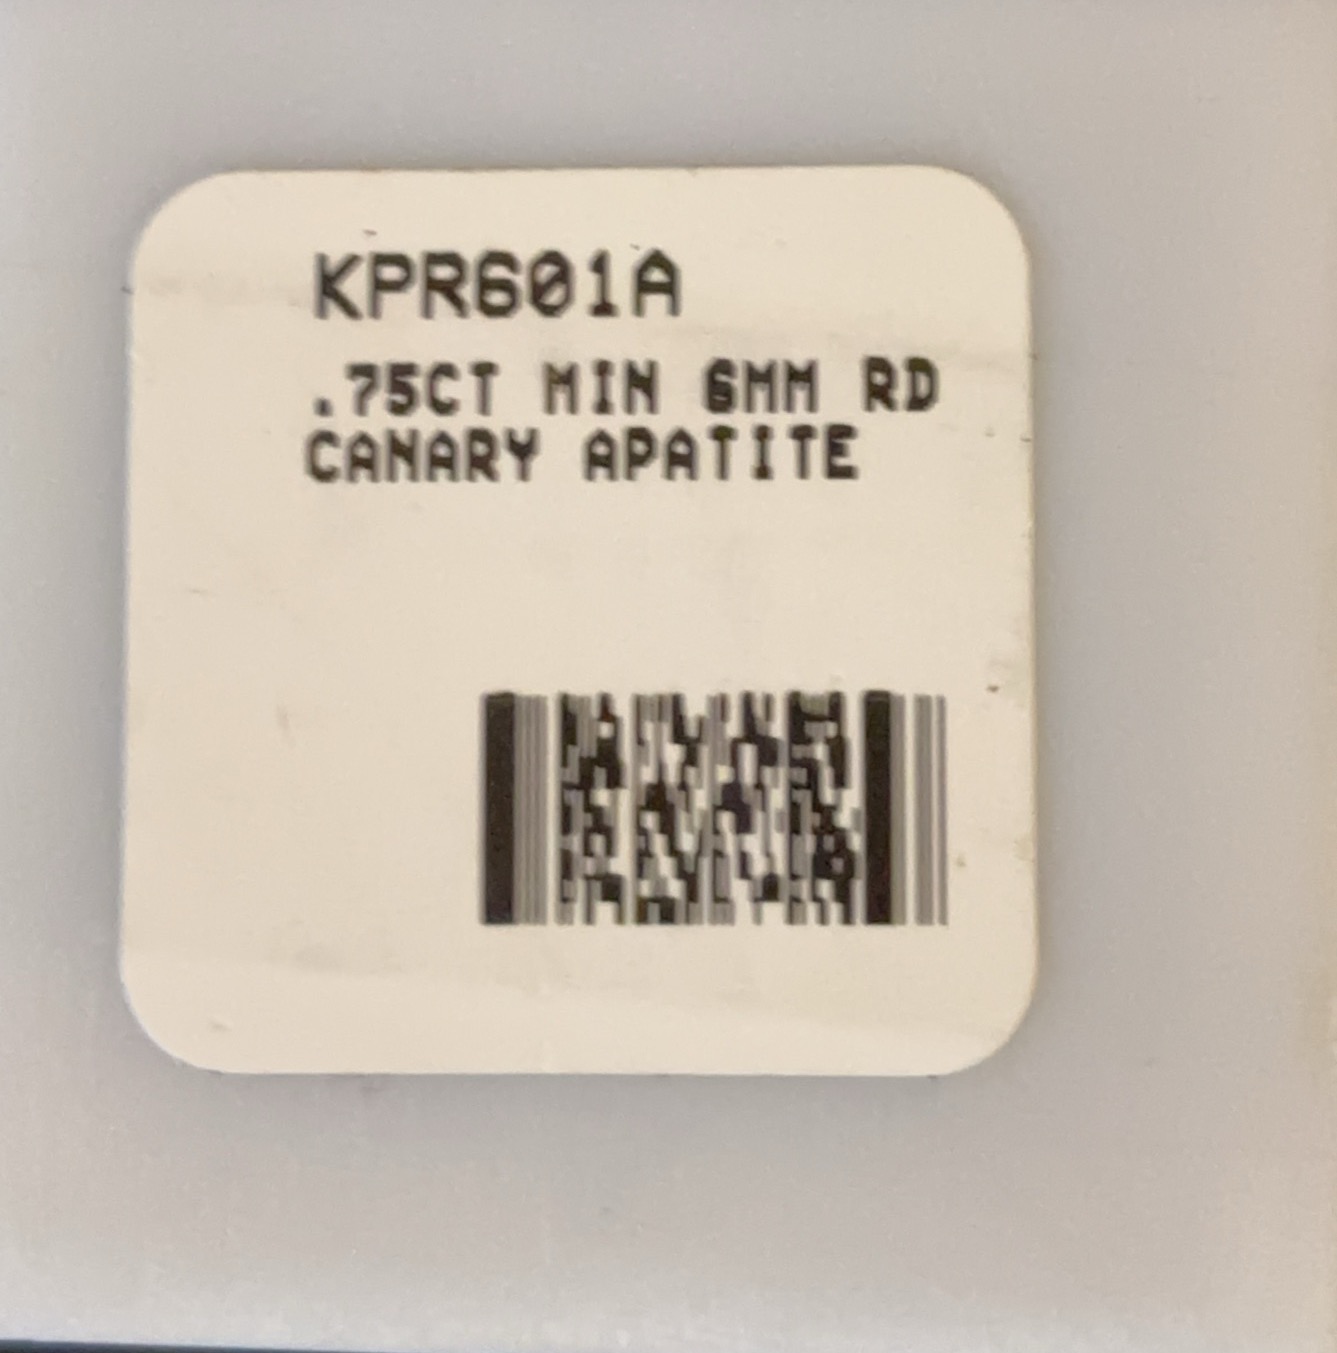 KPR601A
.75CT MIN 6MM RD
CANARY APATITE